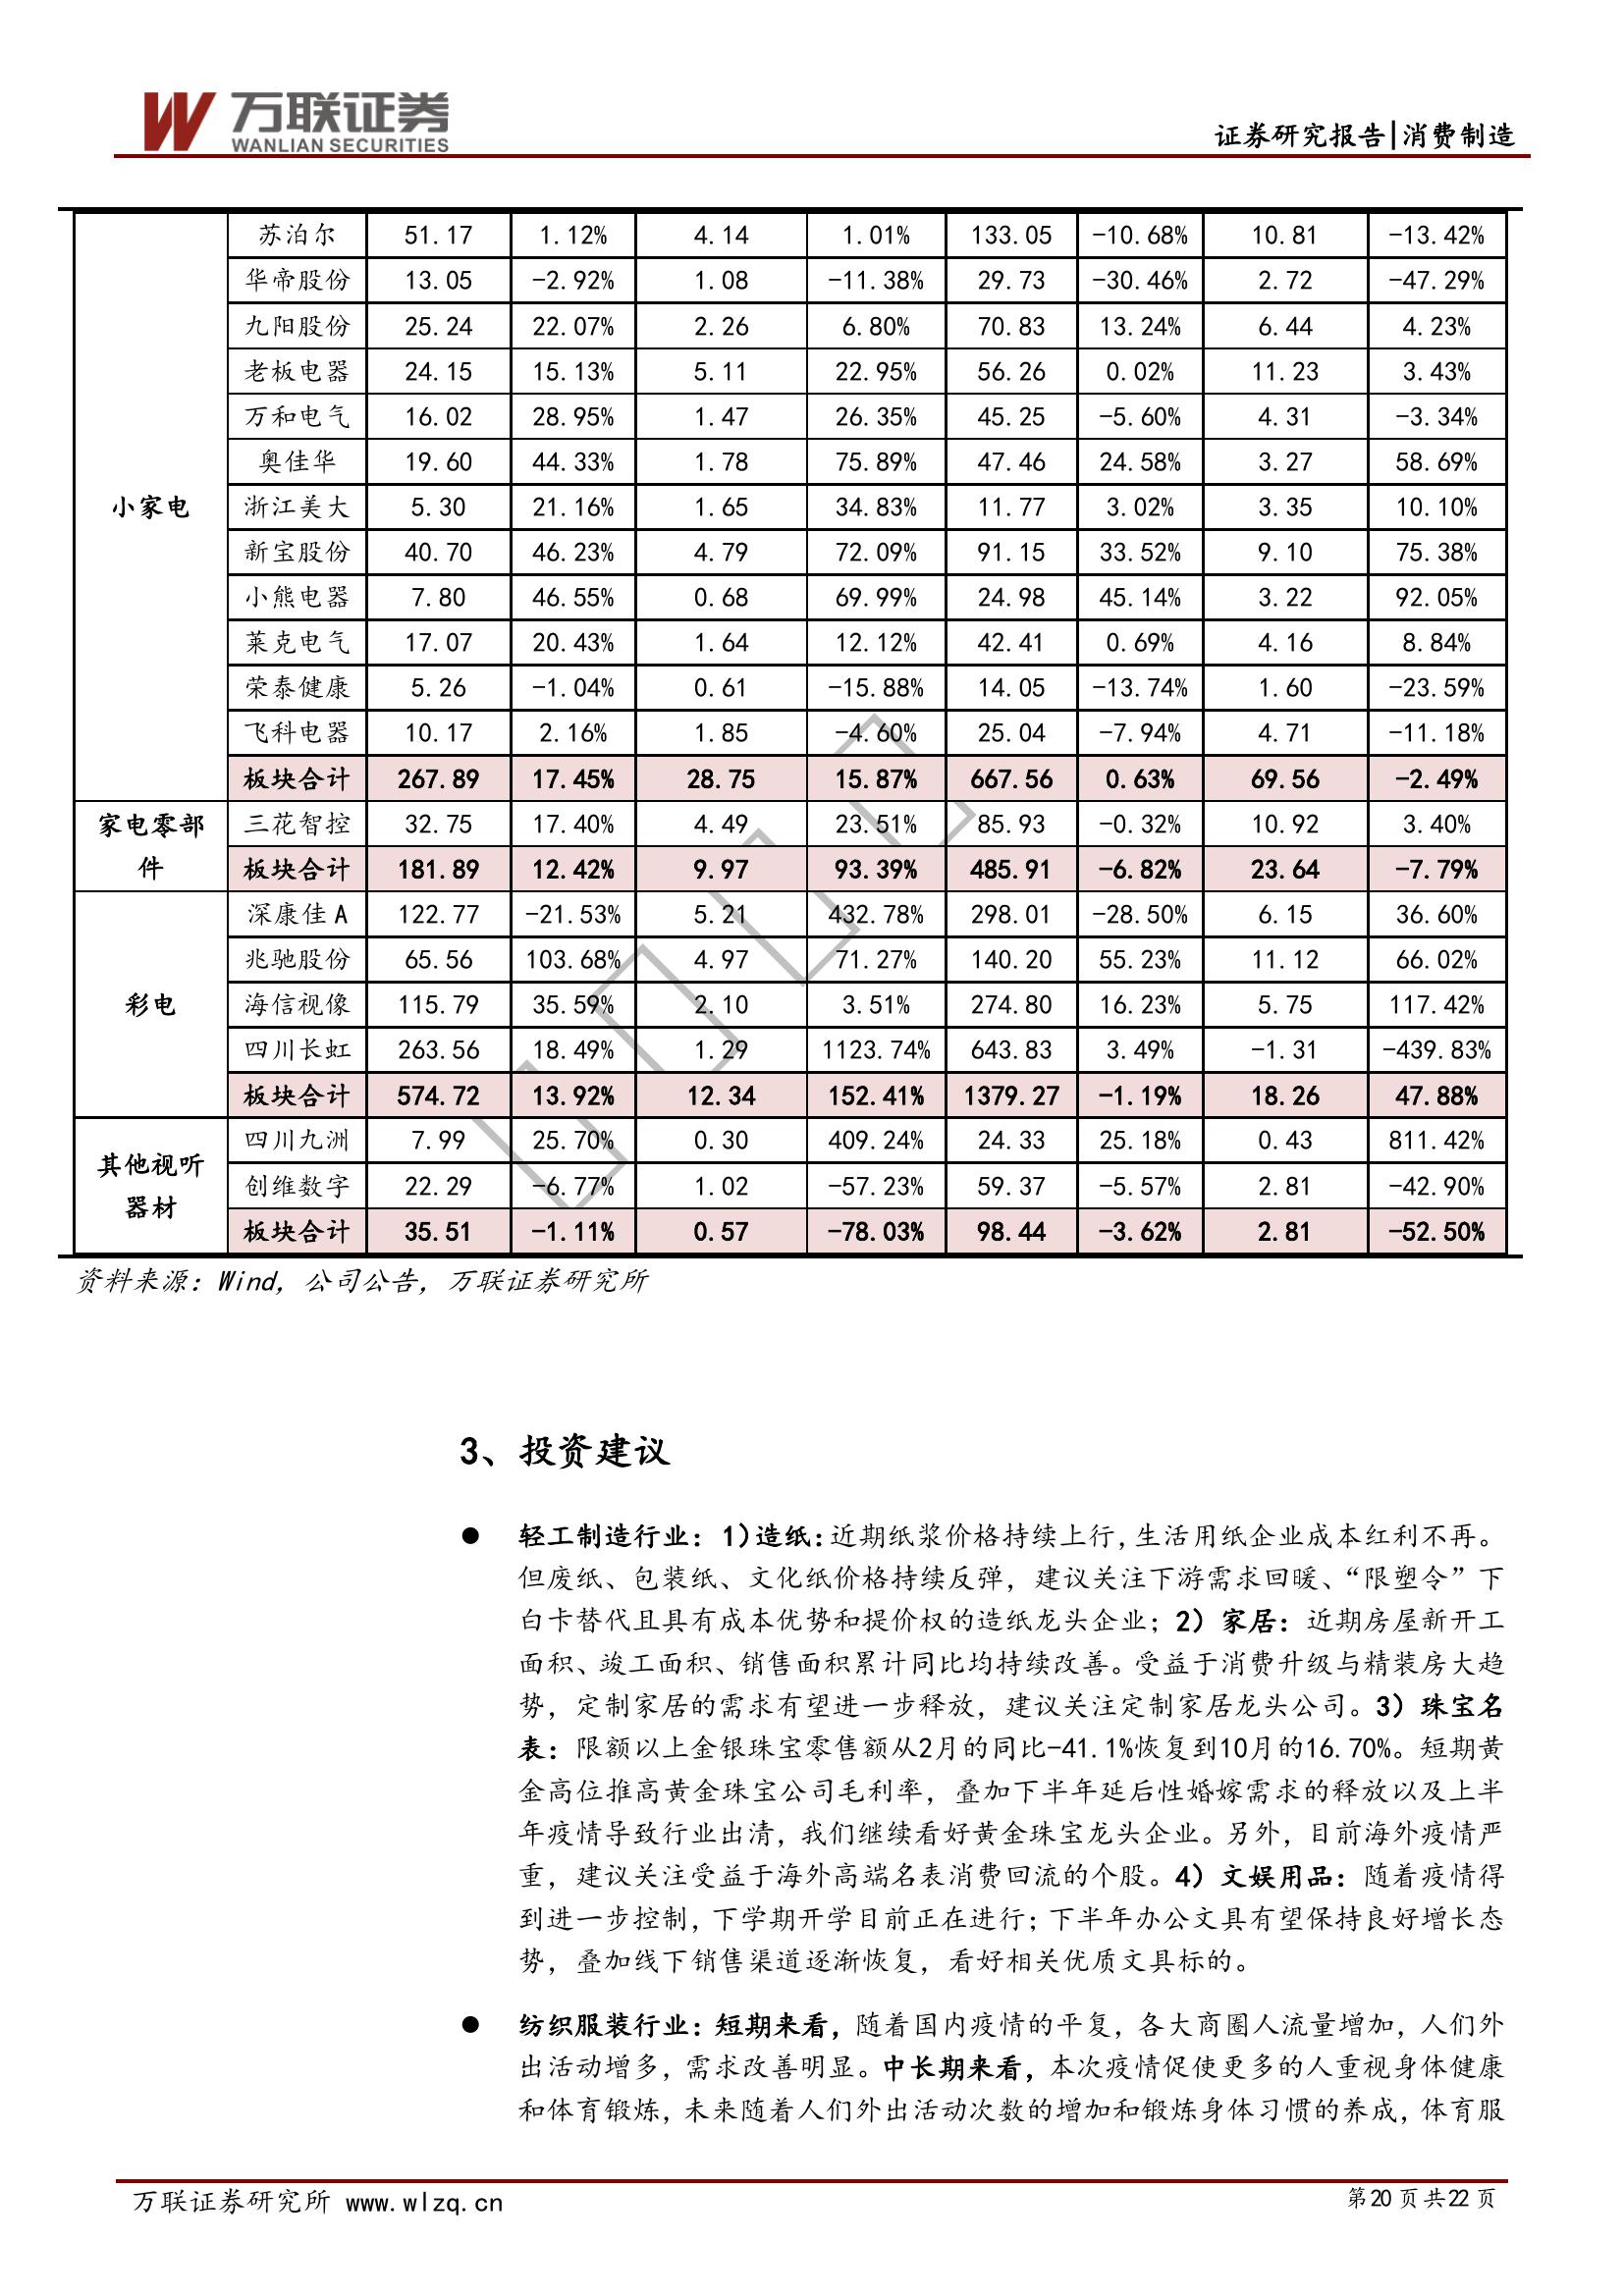 万联证券
WANLIAN SECURITIES
证券研究报告|消费制造
小家电
苏泊尔 51.17 1.12% 4.14 1.01% 133.05 -10.68% 10.81 -13.42%
华帝股份 13.05 -2.92% 1.08 -11.38% 29.73 -30.46% 2.72 -47.29%
九阳股份 25.24 22.07% 2.26 6.80% 70.83 13.24% 6.44 4.23%
老板电器 24.15 15.13% 5.11 22.95% 56.26 0.02% 11.23 3.43%
万和电气 16.02 28.95% 1.47 26.35% 45.25 -5.60% 4.31 -3.34%
奥佳华 19.60 44.33% 1.78 75.89% 47.46 24.58% 3.27 58.69%
浙江美大 5.30 21.16% 1.65 34.83% 11.77 3.02% 3.35 10.10%
新宝股份 40.70 46.23% 4.79 72.09% 91.15 33.52% 9.10 75.38%
小熊电器 7.80 46.55% 0.68 69.99% 24.98 45.14% 3.22 92.05%
莱克电气 17.07 20.43% 1.64 12.12% 42.41 0.69% 4.16 8.84%
荣泰健康 5.26 -1.04% 0.61 -15.88% 14.05 -13.74% 1.60 -23.59%
飞科电器 10.17 2.16% 1.85 -4.60% 25.04 -7.94% 4.71 -11.18%
板块合计 267.89 17.45% 28.75 15.87% 667.56 0.63% 69.56 -2.49%
家电零部
件
三花智控 32.75 17.40% 4.49 23.51% 85.93 -0.32% 10.92 3.40%
板块合计 181.89 12.42% 9.97 93.39% 485.91 -6.82% 23.64 -7.79%
彩电
深康佳A 122.77 -21.53% 5.21 432.78% 298.01 -28.50% 6.15 36.60%
兆驰股份 65.56 103.68% 4.97 71.27% 140.20 55.23% 11.12 66.02%
海信视像 115.79 35.59% 2.10 3.51% 274.80 16.23% 5.75 117.42%
四川长虹 263.56 18.49% 1.29 1123.74% 643.83 3.49% -1.31 -439.83%
板块合计 574.72 13.92% 12.34 152.41% 1379.27 -1.19% 18.26 47.88%
其他视听
器材
四川九洲 7.99 25.70% 0.30 409.24% 24.33 25.18% 0.43 811.42%
创维数字 22.29 -6.77% 1.02 -57.23% 59.37 -5.57% 2.81 -42.90%
板块合计 35.51 -1.11% 0.57 -78.03% 98.44 -3.62% 2.81 -52.50%
资料来源：Wind，公司公告，万联证券研究所
3、投资建议
● 轻工制造行业：1)造纸：近期纸浆价格持续上行，生活用纸企业成本红利不再。
但废纸、包装纸、文化纸价格持续反弹，建议关注下游需求回暖、“限塑令”下
白卡替代且具有成本优势和提价权的造纸龙头企业；2）家居：近期房屋新开工
面积、竣工面积、销售面积累计同比均持续改善。受益于消费升级与精装房大趋
势，定制家居的需求有望进一步释放，建议关注定制家居龙头公司。3）珠宝名
表：限额以上金银珠宝零售额从2月的同比-41.1%恢复到10月的16.70%。短期黄
金高位推高黄金珠宝公司毛利率，叠加下半年延后性婚嫁需求的释放以及上半
年疫情导致行业出清，我们继续看好黄金珠宝龙头企业。另外，目前海外疫情严
重，建议关注受益于海外高端名表消费回流的个股。4）文娱用品：随着疫情得
到进一步控制，下学期开学目前正在进行；下半年办公文具有望保持良好增长态
势，叠加线下销售渠道逐渐恢复，看好相关优质文具标的。
● 纺织服装行业：短期来看，随着国内疫情的平复，各大商圈人流量增加，人们外
出活动增多，需求改善明显。中长期来看，本次疫情促使更多的人重视身体健康
和体育锻炼，未来随着人们外出活动次数的增加和锻炼身体习惯的养成，体育服
万联证券研究所 www.wlzq.cn
第20页共22页